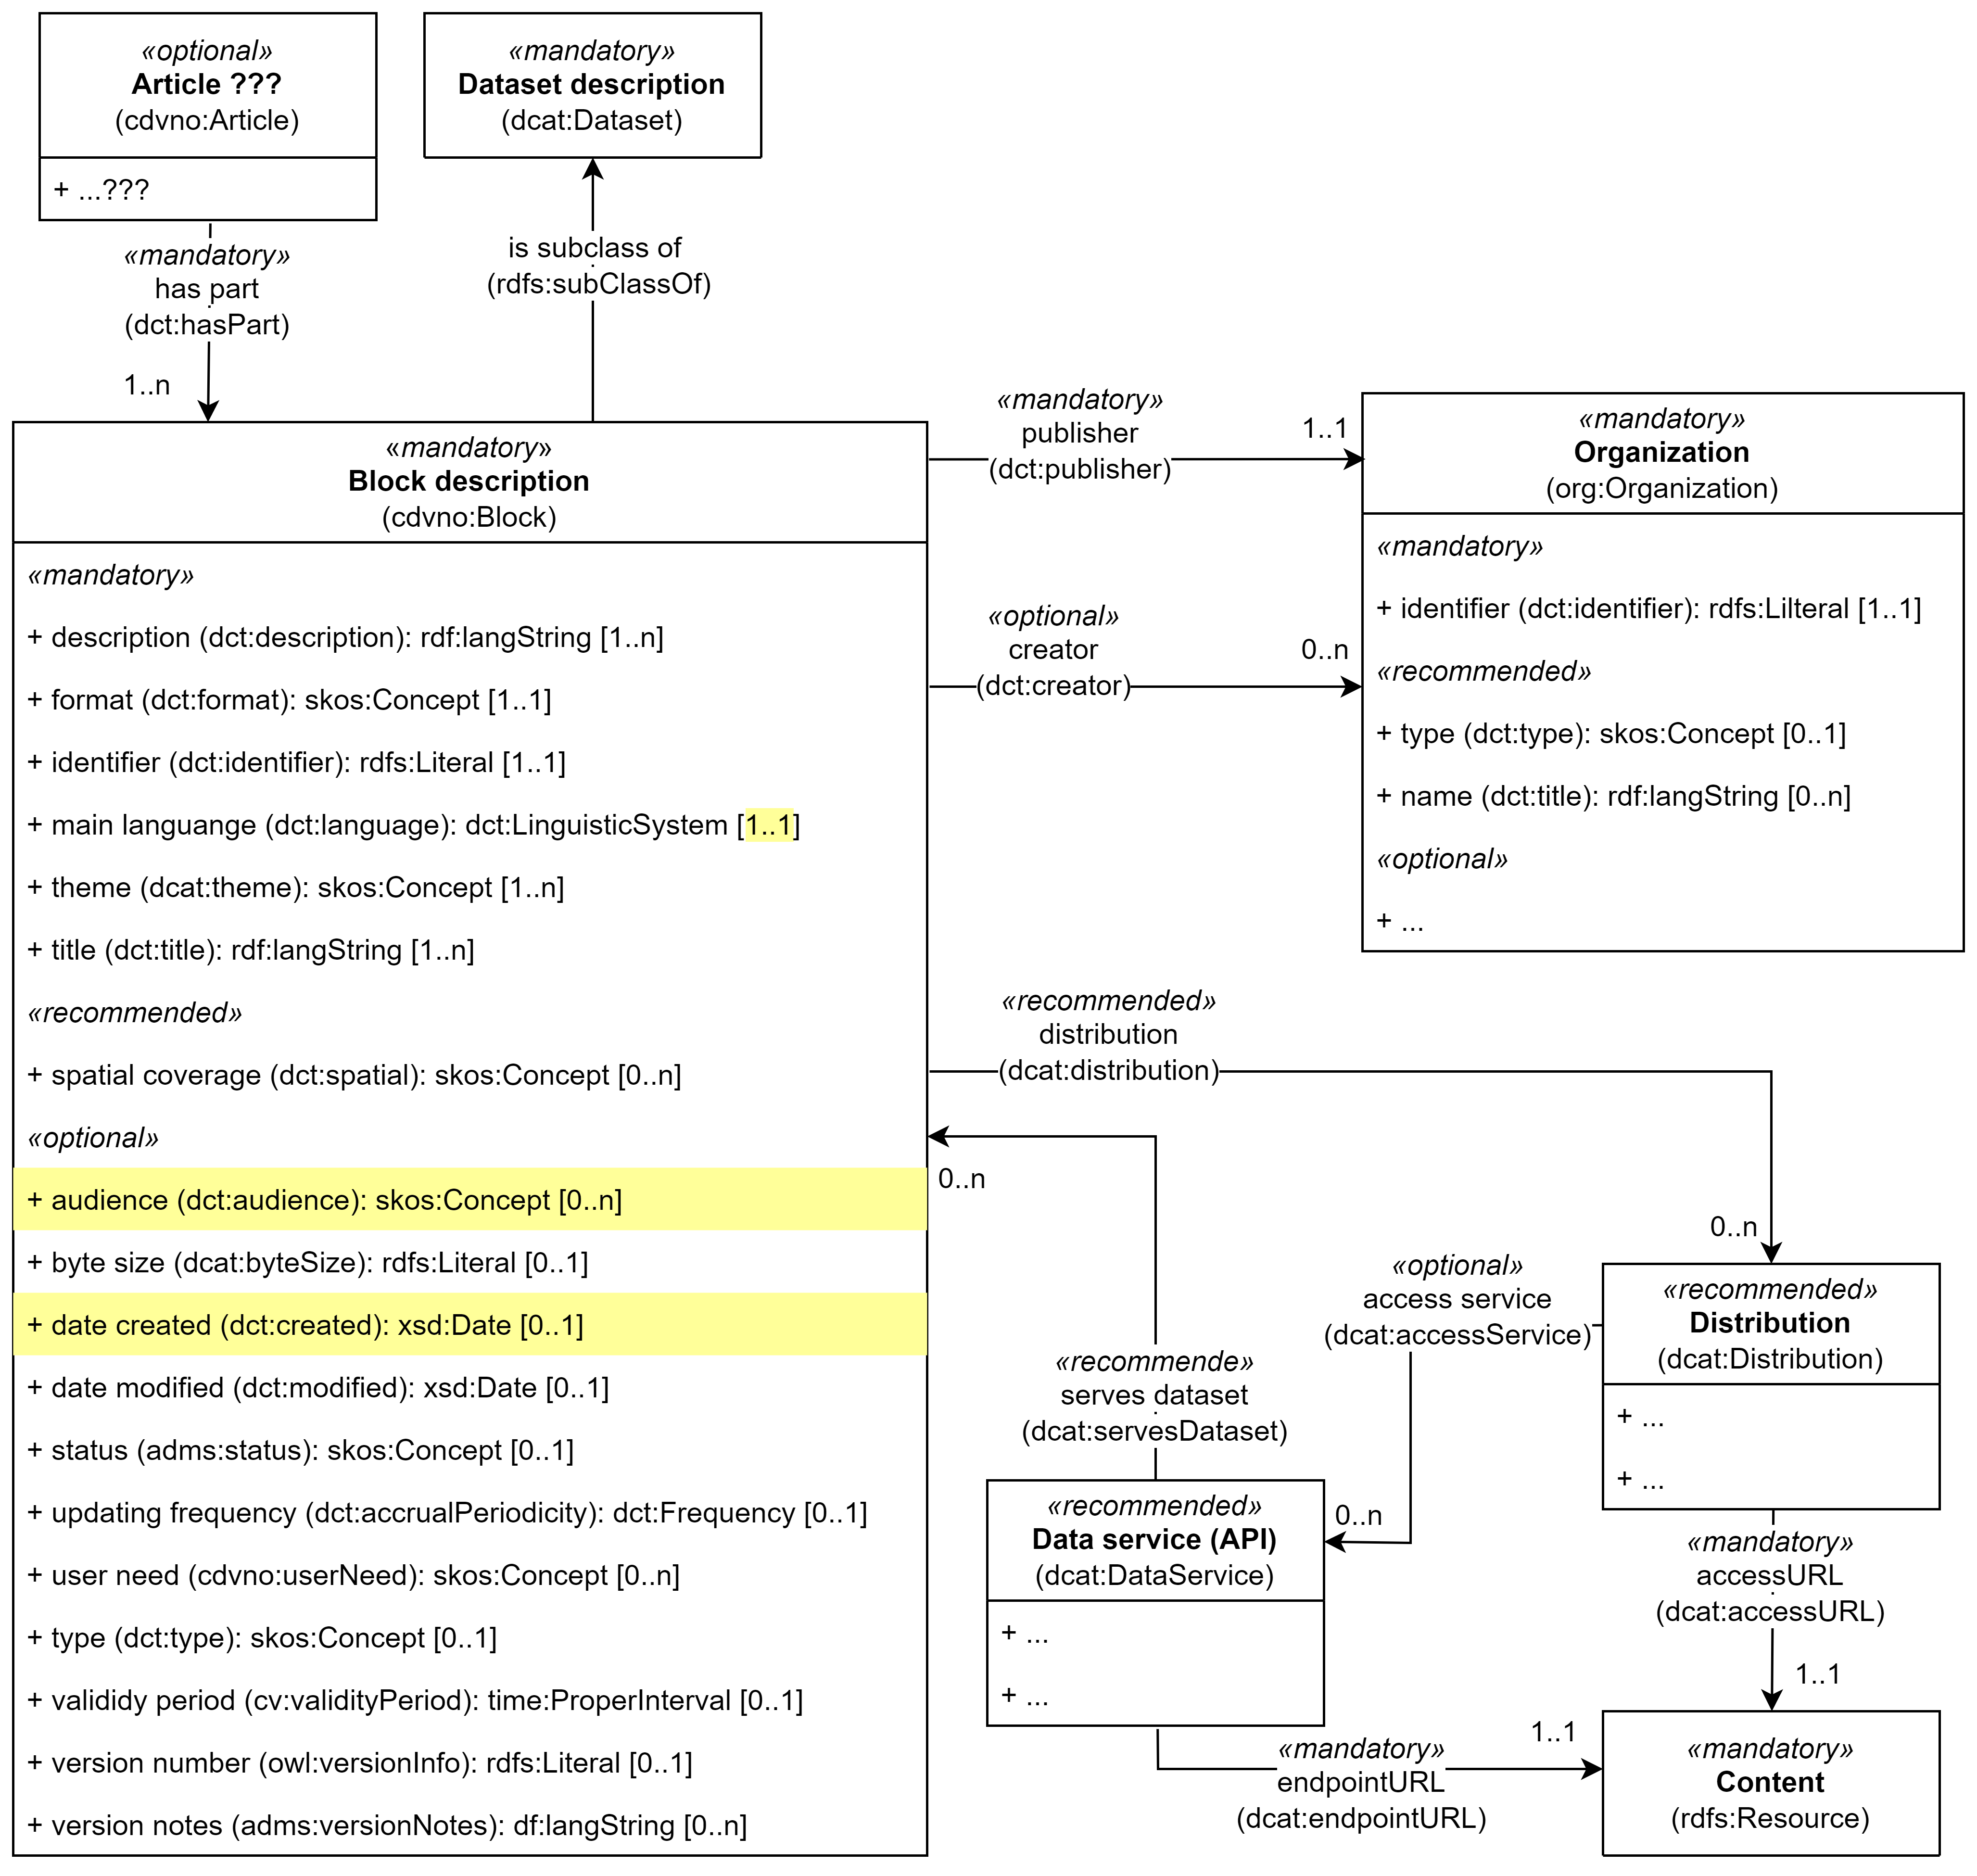 «optional»
Article ???
(cdvno:Article)
+ ...???
«mandatory»
Dataset description
(dcat:Dataset)
«mandatory»
has part
(dct:hasPart)
1..n
is subclass of
(rdfs:subClassOf)
«mandatory»
Block description
(cdvno:Block)
«mandatory»
+ description (dct:description): rdf:langString [1..n]
+ format (dct:format): skos:Concept [1..1]
+ identifier (dct:identifier): rdfs:Literal [1..1]
+ main languange (dct:language): dct:LinguisticSystem [1..1]
+ theme (dcat:theme): skos:Concept [1..n]
+ title (dct:title): rdf:langString [1..n]
«recommended»
+ spatial coverage (dct:spatial): skos:Concept [0..n]
«optional»
+ audience (dct:audience): skos:Concept [0..n]
+ byte size (dcat:byteSize): rdfs:Literal [0..1]
+ date created (dct:created): xsd:Date [0..1]
+ date modified (dct:modified): xsd:Date [0..1]
+ status (adms:status): skos:Concept [0..1]
+ updating frequency (dct:accrualPeriodicity): dct:Frequency [0..1]
+ user need (cdvno:userNeed): skos:Concept [0..n]
+ type (dct:type): skos:Concept [0..1]
+ valididy period (cv:validityPeriod): time:ProperInterval [0..1]
+ version number (owl:versionInfo): rdfs:Literal [0..1]
+ version notes (adms:versionNotes): df:langString [0..n]
«mandatory»
publisher
(dct:publisher)
1..1
«optional»
creator
(dct:creator)
0..n
«mandatory»
Organization
(org:Organization)
«mandatory»
+ identifier (dct:identifier): rdfs:Lilteral [1..1]
«recommended»
+ type (dct:type): skos:Concept [0..1]
+ name (dct:title): rdf:langString [0..n]
«optional»
+ ...
«recommended»
distribution
(dcat:distribution)
0..n
0..n
«recommende»
serves dataset
(dcat:servesDataset)
«optional»
access service
(dcat:accessService)
0..n
«recommended»
Distribution
(dcat:Distribution)
+ ...
+ ...
«recommended»
Data service (API)
(dcat:DataService)
+ ...
+ ...
«mandatory»
accessURL
(dcat:accessURL)
1..1
«mandatory»
endpointURL
(dcat:endpointURL)
1..1
«mandatory»
Content
(rdfs:Resource)